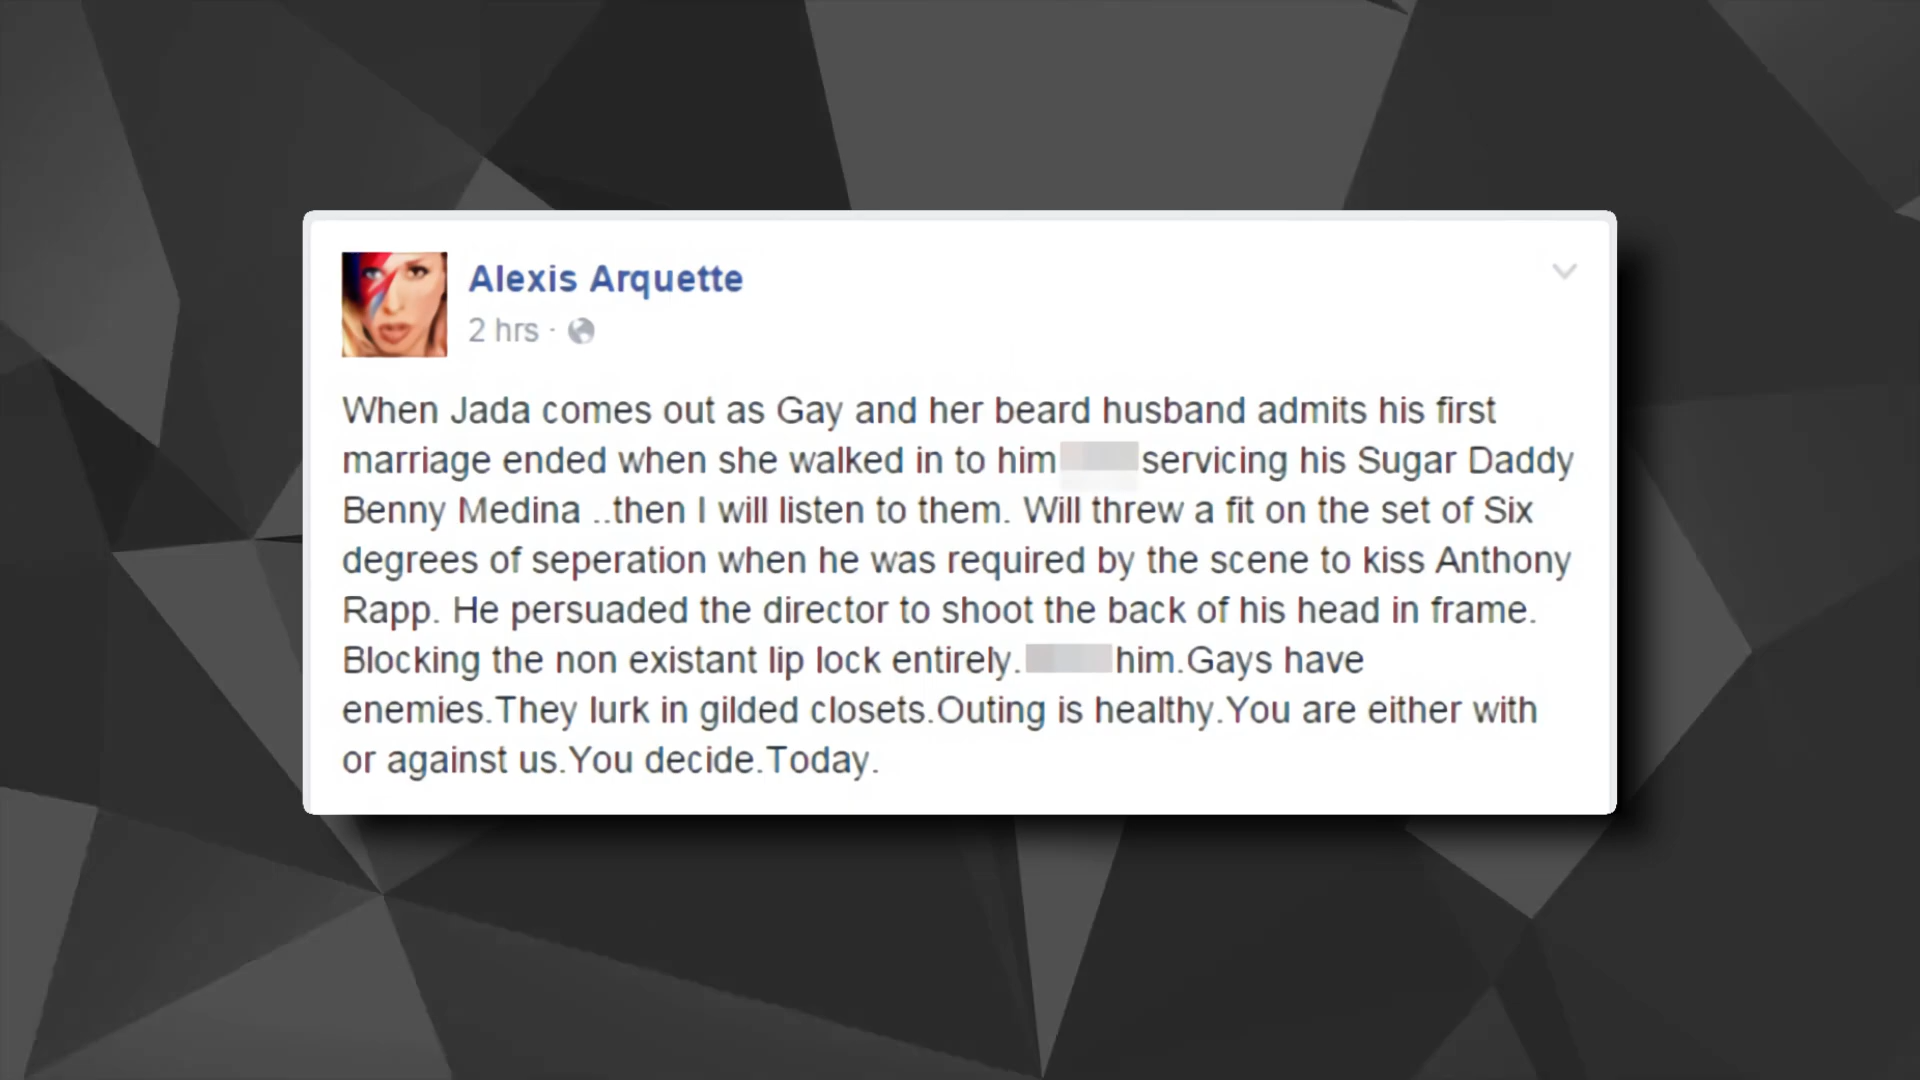 Alexis Arquette
2 hrs ·
When Jada comes out as Gay and her beard husband admits his first
marriage ended when she walked in to him servicing his Sugar Daddy
Benny Medina ..then I will listen to them. Will threw a fit on the set of Six
degrees of seperation when he was required by the scene to kiss Anthony
Rapp. He persuaded the director to shoot the back of his head in frame.
Blocking the non existant lip lock entirely. him.Gays have
enemies.They lurk in gilded closets.Outing is healthy.You are either with
or against us.You decide.Today.